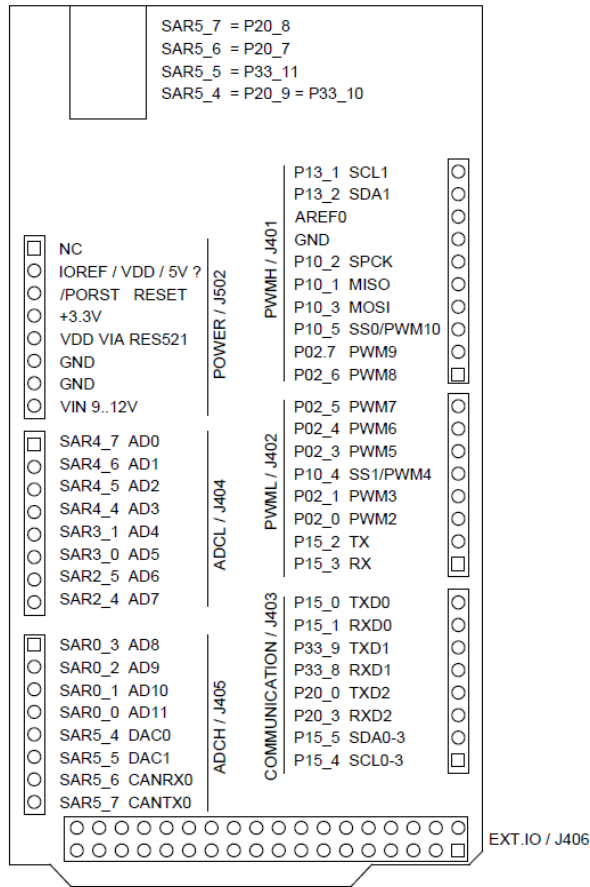 SAR5_7 = P20_8
SAR5_6 = P20_7
SAR5_5 = P33_11
SAR5_4 = P20_9 = P33_10
NC
IOREF / VDD / 5V ?
/PORST RESET
+3.3V
VDD VIA RES521
GND
GND
VIN 9..12V
POWER / J502
SAR4_7 AD0
SAR4_6 AD1
SAR4_5 AD2
SAR4_4 AD3
SAR3_1 AD4
SAR3_0 AD5
SAR2_5 AD6
SAR2_4 AD7
ADCL / J404
SAR0_3 AD8
SAR0_2 AD9
SAR0_1 AD10
SAR0_0 AD11
SAR5_4 DAC0
SAR5_5 DAC1
SAR5_6 CANRX0
SAR5_7 CANTX0
ADCH / J405
PWMH / J401
P13_1 SCL1
P13_2 SDA1
AREF0
GND
P10_2 SPCK
P10_1 MISO
P10_3 MOSI
P10_5 SS0/PWM10
P02.7 PWM9
P02_6 PWM8
PWML / J402
P02_5 PWM7
P02_4 PWM6
P02_3 PWM5
P10_4 SS1/PWM4
P02_1 PWM3
P02_0 PWM2
P15_2 TX
P15_3 RX
COMMUNICATION / J403
P15_0 TXD0
P15_1 RXD0
P33_9 TXD1
P33_8 RXD1
P20_0 TXD2
P20_3 RXD2
P15_5 SDA0-3
P15_4 SCL0-3
EXT.IO / J406